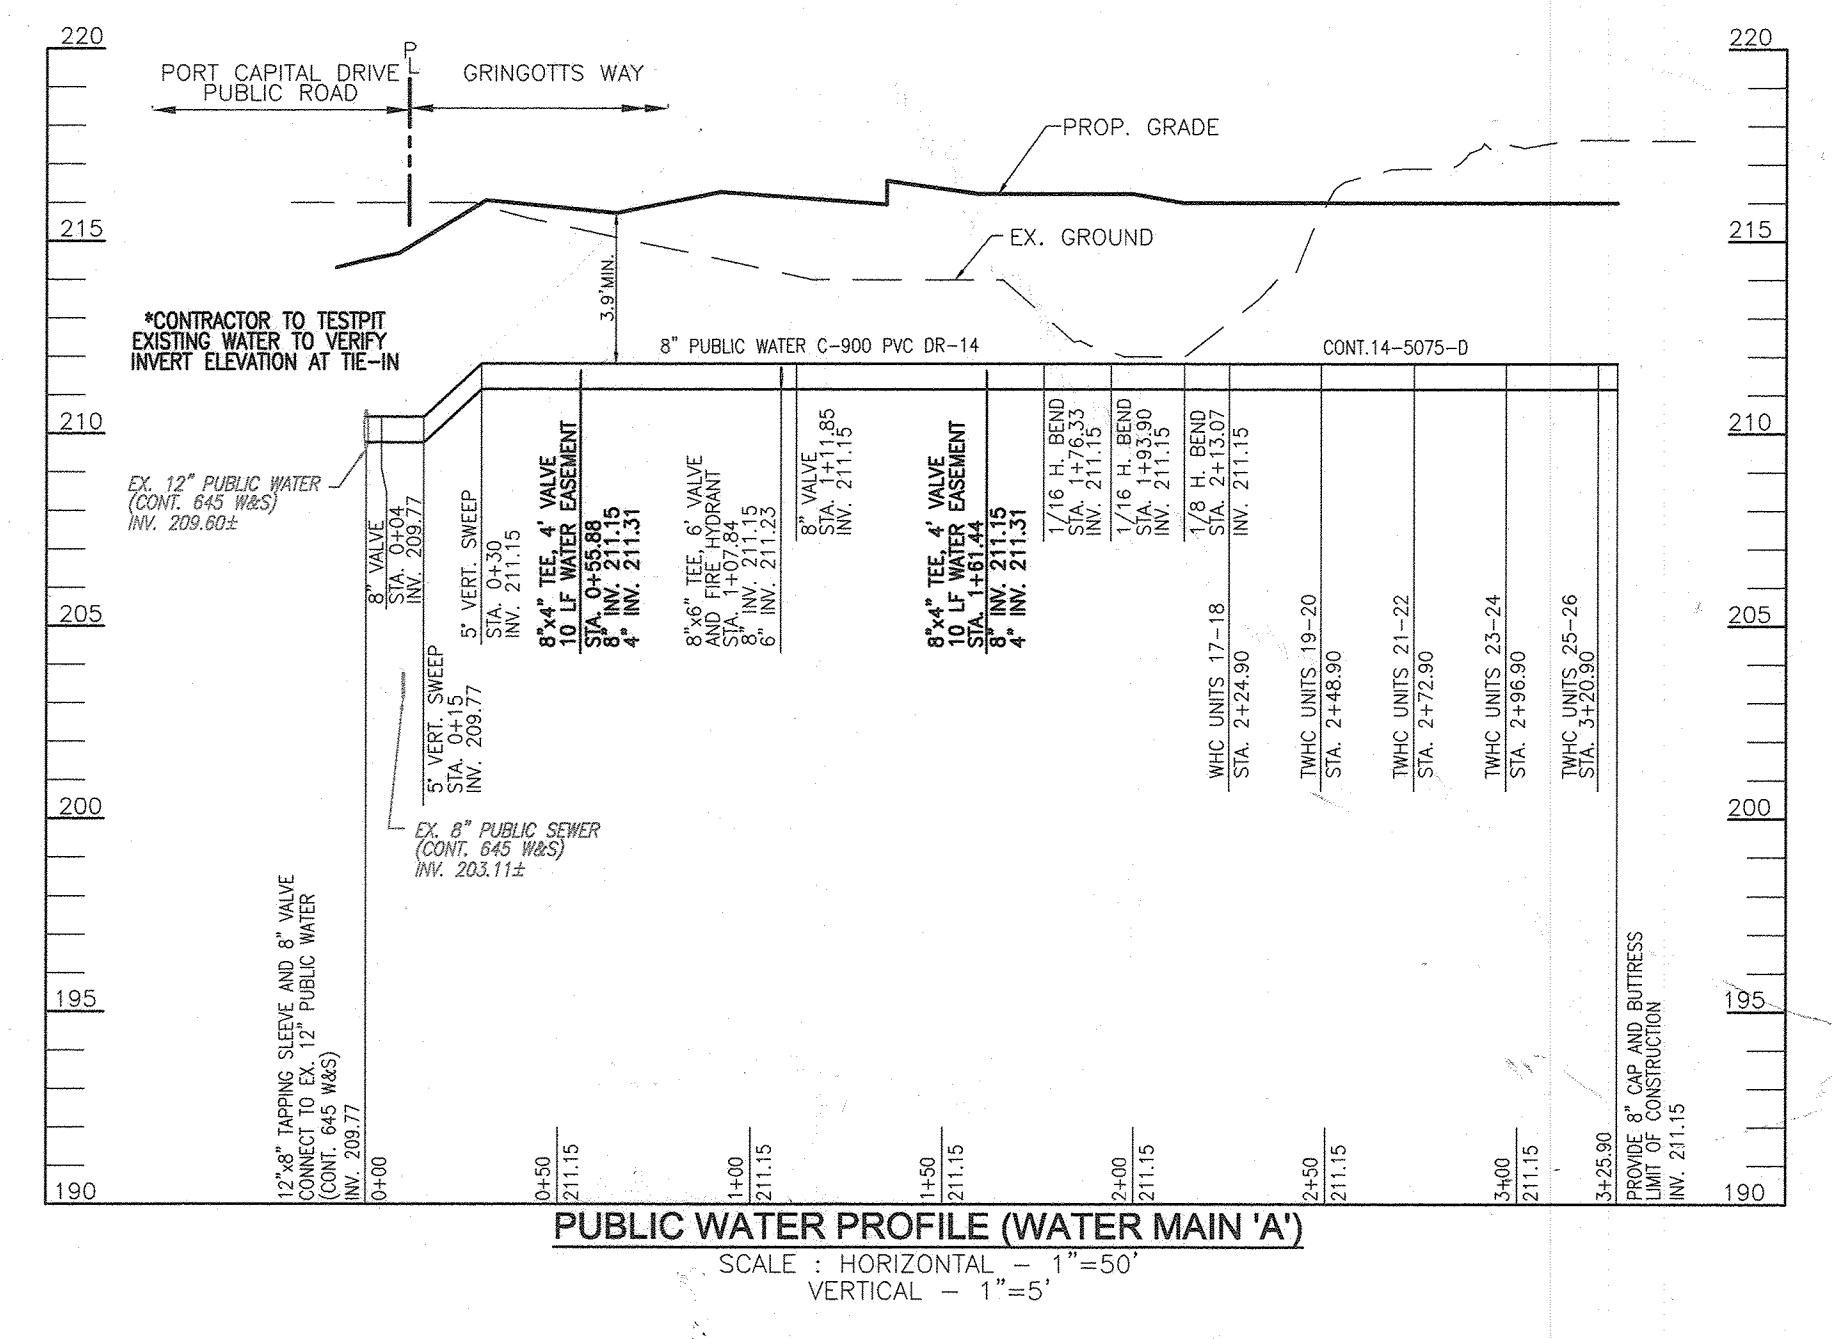 220
220
PORT CAPITAL DRIVE
PUBLIC ROAD
PL
GRINGOTTS WAY
PROP. GRADE
215
215
EX. GROUND
3.9'MIN.
*CONTRACTOR TO TESTPIT
EXISTING WATER TO VERIFY
INVERT ELEVATION AT TIE-IN
8" PUBLIC WATER C-900 PVC DR-14
CONT.14-5075-D
210
210
EX. 12" PUBLIC WATER
(CONT. 645 W&S)
INV. 209.60±
8" VALVE
STA. 0+04
INV. 209.77
5° VERT. SWEEP
STA. 0+15
INV. 209.77
5° VERT. SWEEP
STA. 0+30
INV. 211.15
8"x4" TEE, 4' VALVE
10 LF WATER EASEMENT
STA. 0+55.88
8" INV. 211.15
4" INV. 211.31
8"x6" TEE, 6' VALVE
AND FIRE HYDRANT
STA. 1+07.84
8" INV. 211.15
6" INV. 211.23
8" VALVE
STA. 1+11.85
INV. 211.15
8"x4" TEE, 4' VALVE
10 LF WATER EASEMENT
STA. 1+61.44
8" INV. 211.15
4" INV. 211.31
1/16 H. BEND
STA. 1+76.33
INV. 211.15
1/16 H. BEND
STA. 1+93.90
INV. 211.15
1/8 H. BEND
STA. 2+13.07
INV. 211.15
WHC UNITS 17-18
STA. 2+24.90
TWHC UNITS 19-20
STA. 2+48.90
TWHC UNITS 21-22
STA. 2+72.90
TWHC UNITS 23-24
STA. 2+96.90
TWHC UNITS 25-26
STA. 3+20.90
205
205
200
200
EX. 8" PUBLIC SEWER
(CONT. 645 W&S)
INV. 203.11±
195
195
12"x8" TAPPING SLEEVE AND 8" VALVE
CONNECT TO EX. 12" PUBLIC WATER
(CONT. 645 W&S)
INV. 209.77
0+00
0+50
211.15
1+00
211.15
1+50
211.15
2+00
211.15
2+50
211.15
3+00
211.15
3+25.90
PROVIDE 8" CAP AND BUTTRESS
LIMIT OF CONSTRUCTION
INV. 211.15
190
190
PUBLIC WATER PROFILE (WATER MAIN 'A')
SCALE : HORIZONTAL - 1"=50'
VERTICAL - 1"=5'